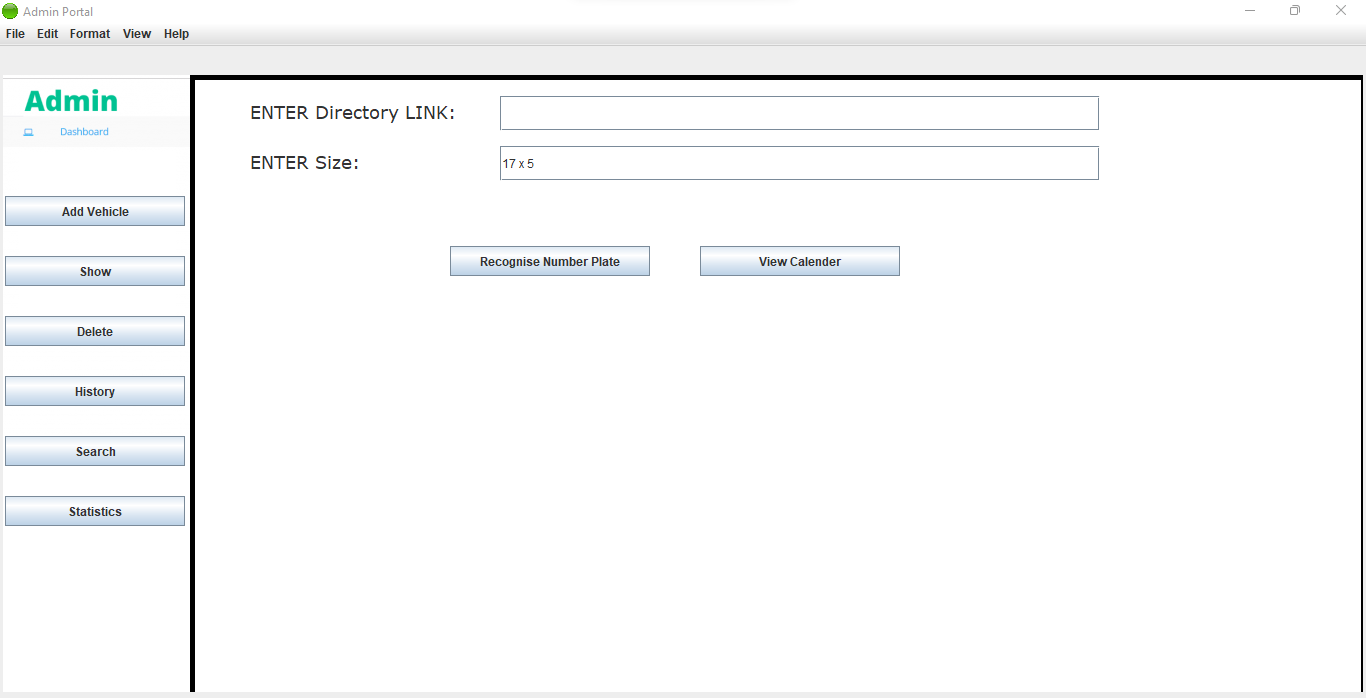 Admin Portal
File Edit Format View Help
Admin
Dashboard
Add Vehicle
Show
Delete
History
Search
Statistics
ENTER Directory LINK:
ENTER Size:
17 x 5
Recognise Number Plate
View Calender